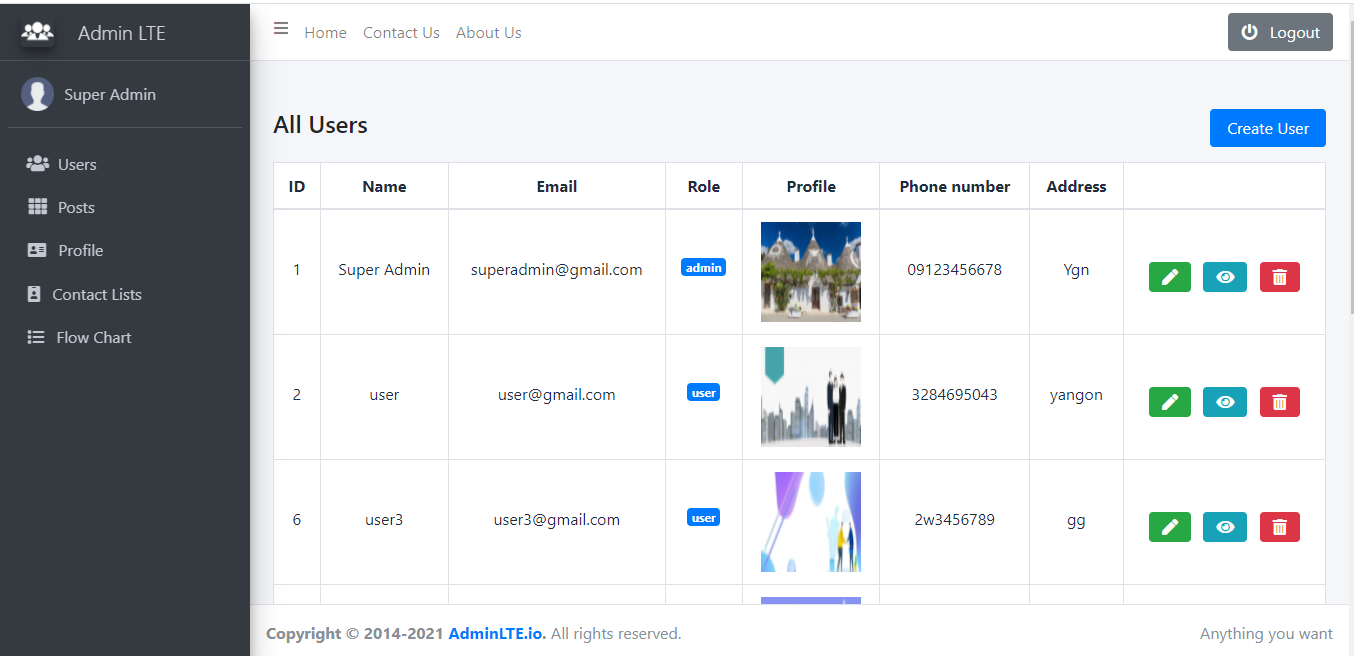 Admin LTE
Home Contact Us About Us
Logout
Super Admin
Users
Posts
Profile
Contact Lists
Flow Chart
All Users
Create User
ID Name Email Role Profile Phone number Address
1 Super Admin superadmin@gmail.com admin 09123456678 Ygn
2 user user@gmail.com user 3284695043 yangon
6 user3 user3@gmail.com user 2w3456789 gg
Copyright © 2014-2021 AdminLTE.io. All rights reserved.
Anything you want